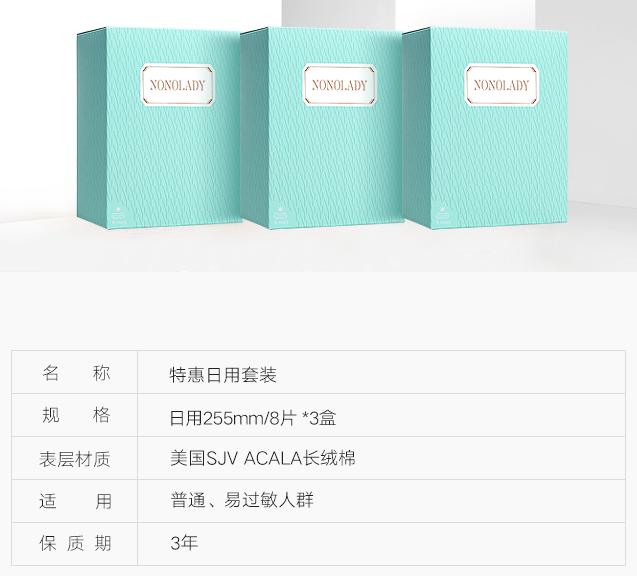 NONOLADY NONOLADY NONOLADY
名 称 特惠日用套装
规 格 日用255mm/8片 *3盒
表层材质 美国SJV ACALA长绒棉
适 用 普通、易过敏人群
保 质 期 3年